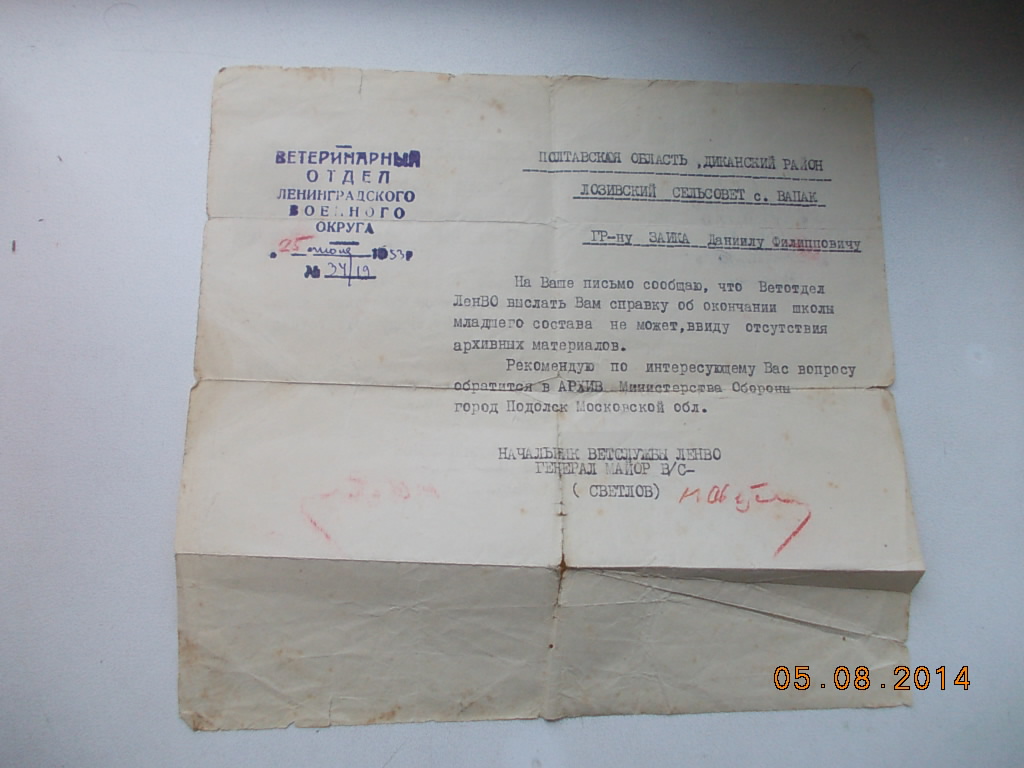 ВЕТЕРИНАРНЫЙ
ОТДЕЛ
ЛЕНИНГРАДСКОГО
ВОЕННОГО
ОКРУГА
25 1953г
№ 34/19
ПОЛТАВСКАЯ ОБЛАСТЬ ,ДИКАНСКИЙ РАЙОН
ЛОЗИВСКИЙ СЕЛЬСОВЕТ с. ВАПАК
ГР-ну ЗАИКА Даниилу Филипповичу
На Ваше письмо сообщаю, что Ветотдел
ЛенВО выслать Вам справку об окончании школы
младшего состава не может,ввиду отсутствия
архивных материалов.
Рекомендую по интересующему Вас вопросу
обратится в АРХИВ Министерства Обороны
город Подольск Московской обл.
НАЧАЛЬНИК ВЕТСЛУЖБЫ ЛЕНВО
ГЕНЕРАЛ МАЙОР В/С-
( СВЕТЛОВ)
05.08.2014